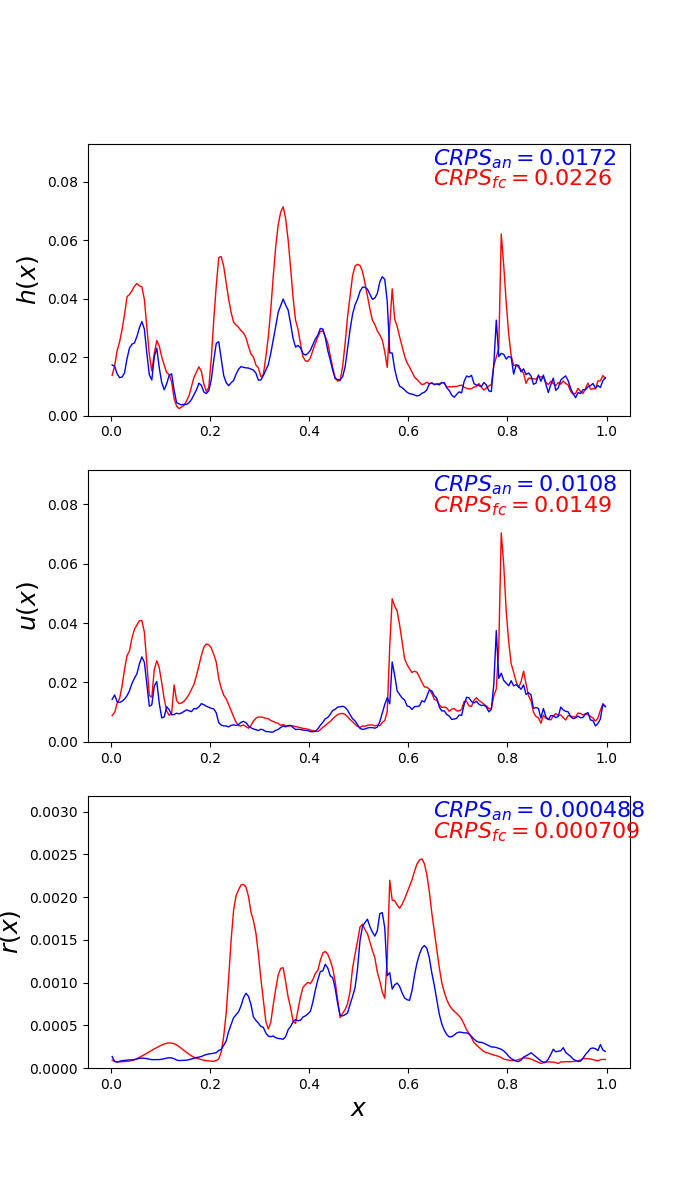 CRPS_an = 0.0172
CRPS_fc = 0.0226
0.08
0.06
0.04
0.02
0.00
h(x)
0.0 0.2 0.4 0.6 0.8 1.0
CRPS_an = 0.0108
CRPS_fc = 0.0149
0.08
0.06
0.04
0.02
0.00
u(x)
0.0 0.2 0.4 0.6 0.8 1.0
CRPS_an = 0.000488
CRPS_fc = 0.000709
0.0030
0.0025
0.0020
0.0015
0.0010
0.0005
0.0000
r(x)
0.0 0.2 0.4 0.6 0.8 1.0
x